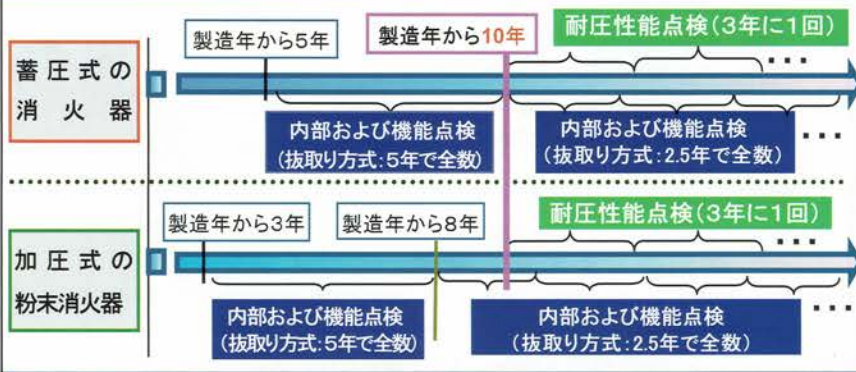 製造年から5年
製造年から10年
耐圧性能点検(3年に1回)
蓄圧式の
消火器
内部および機能点検
(抜取り方式:5年で全数)
内部および機能点検
(抜取り方式:2.5年で全数)
製造年から3年
製造年から8年
耐圧性能点検(3年に1回)
加圧式の
粉末消火器
内部および機能点検
(抜取り方式:5年で全数)
内部および機能点検
(抜取り方式:2.5年で全数)